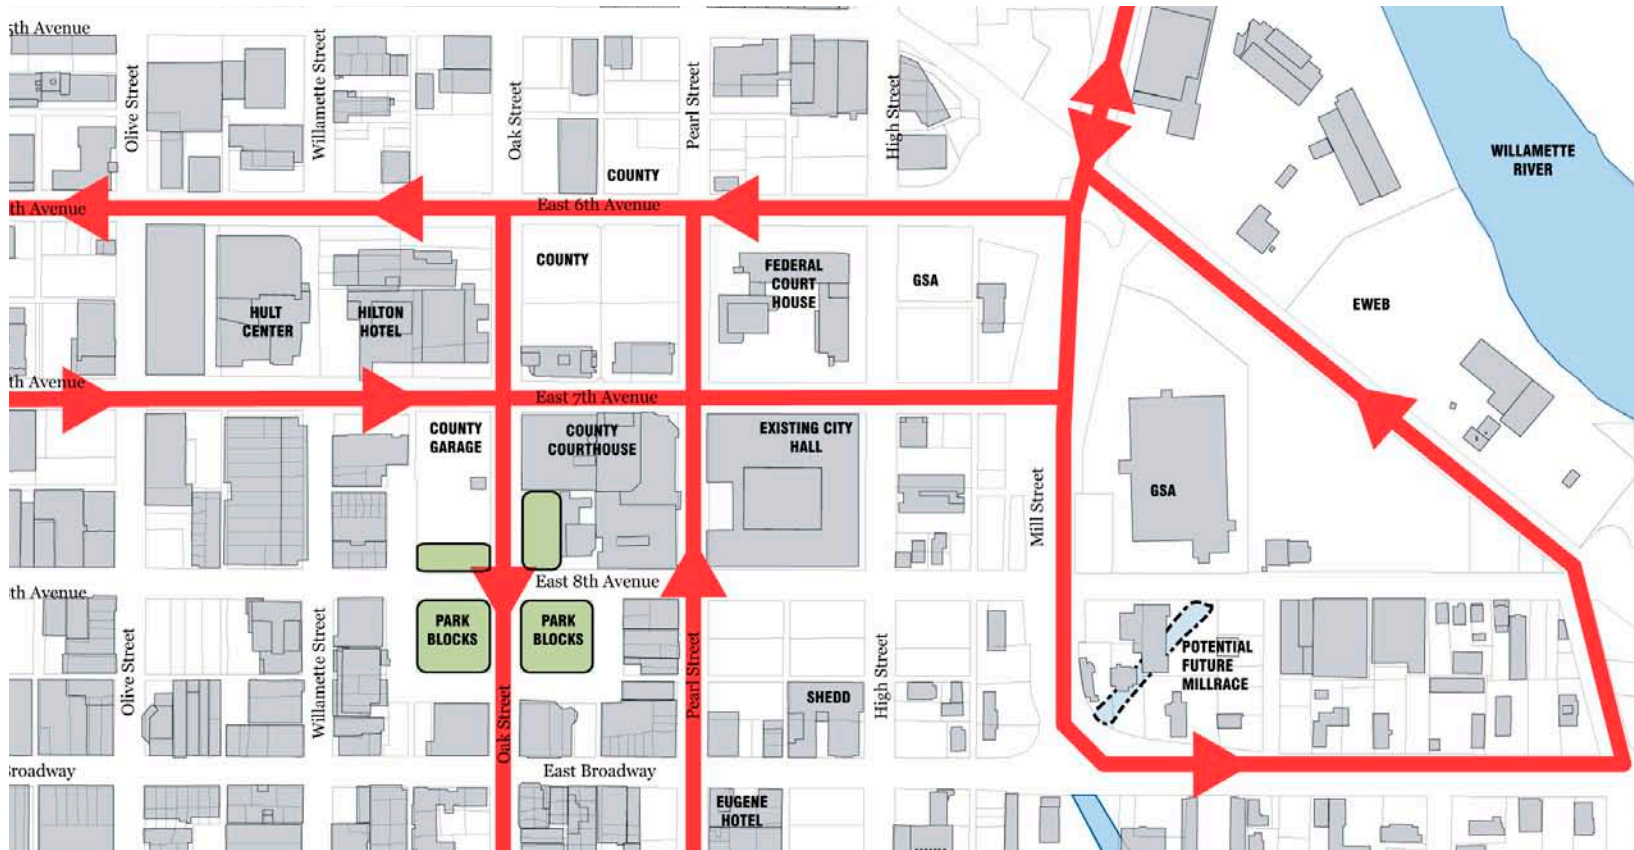 5th Avenue
Olive Street
Willamette Street
Oak Street
Pearl Street
High Street
COUNTY
WILLAMETTE
RIVER
th Avenue
East 6th Avenue
COUNTY
FEDERAL
COURT
HOUSE
GSA
HULT
CENTER
HILTON
HOTEL
EWEB
th Avenue
East 7th Avenue
COUNTY
GARAGE
COUNTY
COURTHOUSE
EXISTING CITY
HALL
Mill Street
GSA
th Avenue
East 8th Avenue
PARK
BLOCKS
PARK
BLOCKS
Olive Street
Willamette Street
Oak Street
Pearl Street
High Street
SHEDD
POTENTIAL
FUTURE
MILLRACE
Broadway
East Broadway
EUGENE
HOTEL